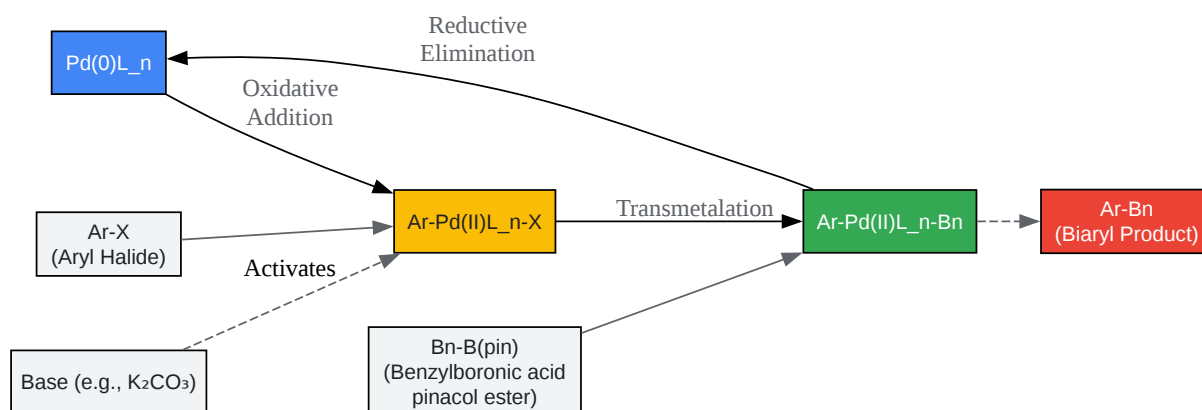 Reductive
Elimination
Pd(0)L_n
Oxidative
Addition
Ar-Pd(II)L_n-X
Transmetalation
Ar-Pd(II)L_n-Bn
Ar-Bn
(Biaryl Product)
Ar-X
(Aryl Halide)
Activates
Base (e.g., K₂CO₃)
Bn-B(pin)
(Benzylboronic acid
pinacol ester)